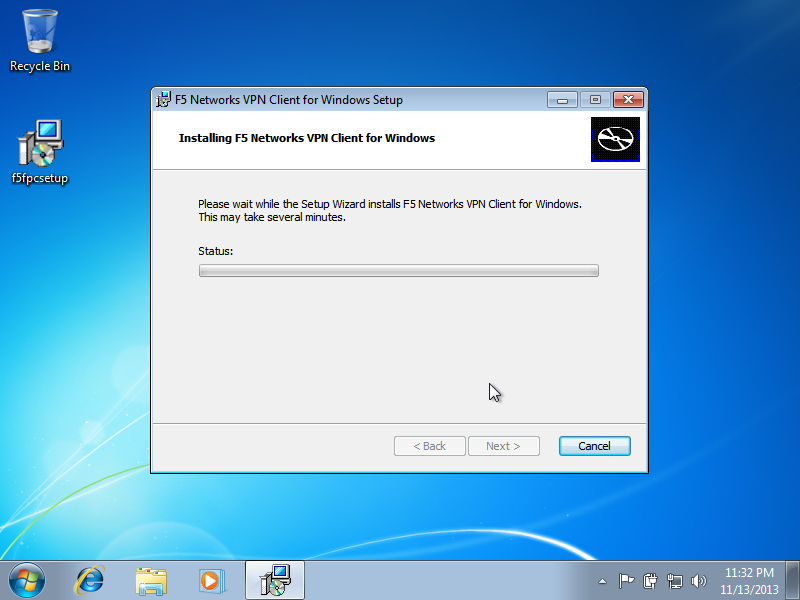 Recycle Bin
f5fpcsetup
F5 Networks VPN Client for Windows Setup
Installing F5 Networks VPN Client for Windows
Please wait while the Setup Wizard installs F5 Networks VPN Client for Windows.
This may take several minutes.
Status:
< Back
Next >
Cancel
11:32 PM
11/13/2013